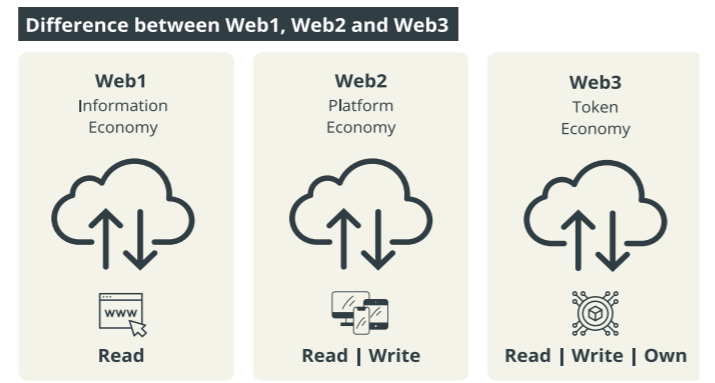 Difference between Web1, Web2 and Web3
Web1
Information
Economy
www
Read
Web2
Platform
Economy
Read | Write
Web3
Token
Economy
Read | Write | Own